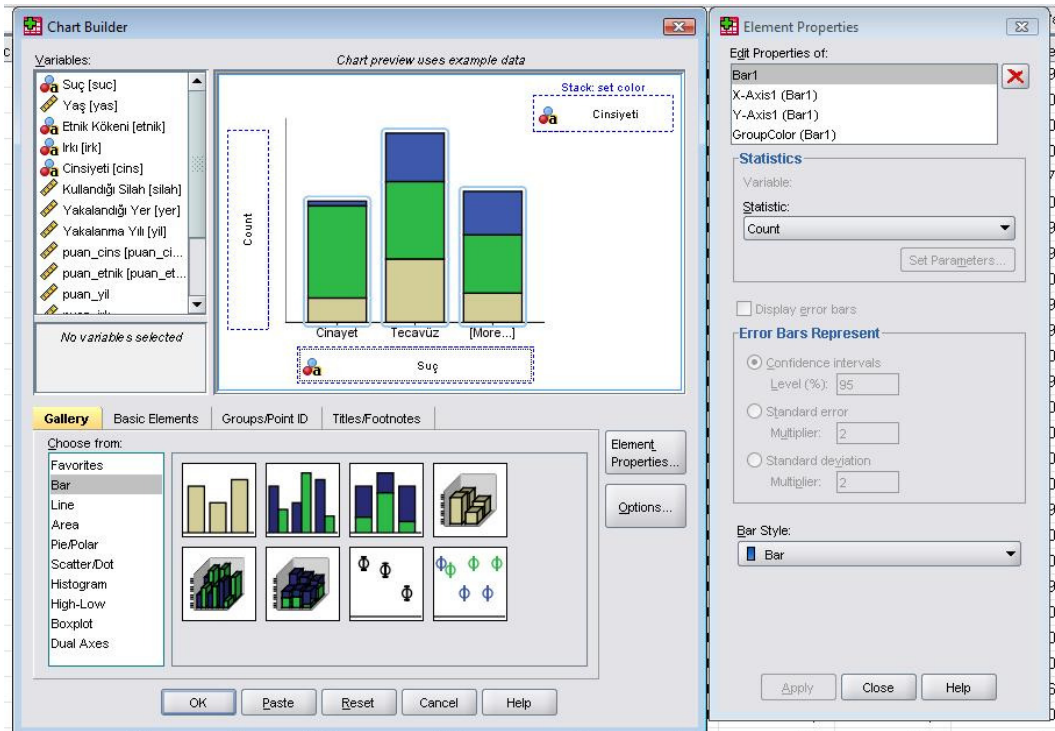 Chart Builder
Variables:
Suç [suc]
Yaş [yas]
Etnik Kökeni [etnik]
Irkı [irk]
Cinsiyeti [cins]
Kullandığı Silah [silah]
Yakalandığı Yer [yer]
Yakalanma Yılı [yil]
puan_cins [puan_ci...
puan_etnik [puan_et...
puan_yil
No variables selected
Chart preview uses example data
Stack: set color
Cinsiyeti
Count
Cinayet
Tecavüz
[More...]
Suç
Gallery
Basic Elements
Groups/Point ID
Titles/Footnotes
Choose from:
Favorites
Bar
Line
Area
Pie/Polar
Scatter/Dot
Histogram
High-Low
Boxplot
Dual Axes
Element
Properties...
Options...
OK
Paste
Reset
Cancel
Help
Element Properties
Edit Properties of:
Bar1
X-Axis1 (Bar1)
Y-Axis1 (Bar1)
GroupColor (Bar1)
Statistics
Variable:
Statistic:
Count
Set Parameters...
Display error bars
Error Bars Represent
Confidence intervals
Level (%): 95
Standard error
Multiplier: 2
Standard deviation
Multiplier: 2
Bar Style:
Bar
Apply
Close
Help